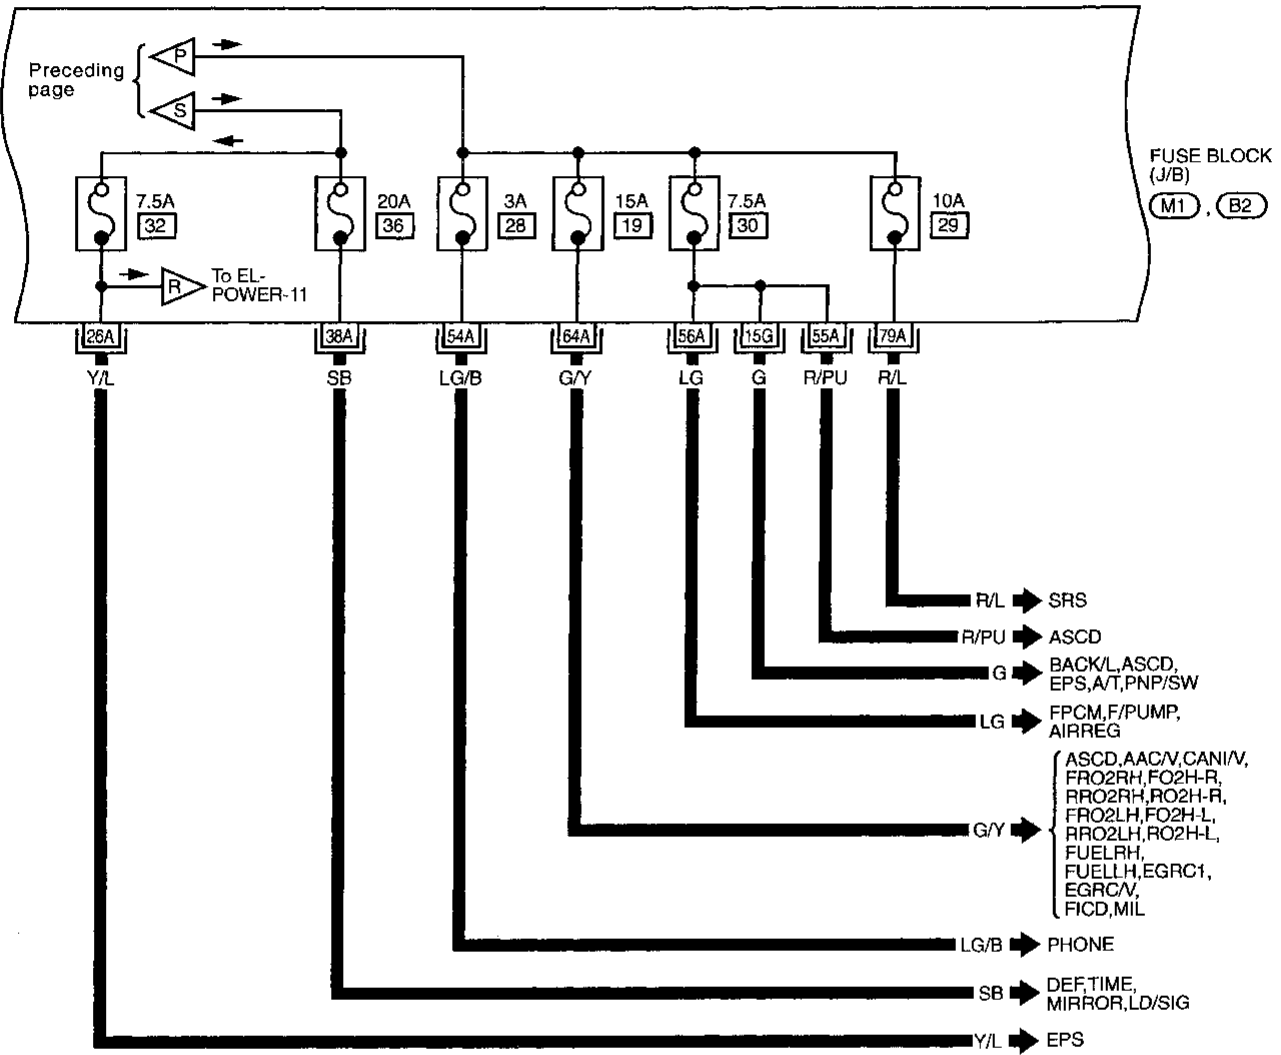 P
Preceding
page
S
FUSE BLOCK
(J/B)
M1 , B2
7.5A
32
20A
36
3A
28
15A
19
7.5A
30
10A
29
R
To EL-
POWER-11
26A
38A
54A
64A
56A
15G
55A
79A
Y/L
SB
LG/B
G/Y
LG
G
R/PU
R/L
R/L SRS
R/PU ASCD
G BACK/L,ASCD,
EPS,A/T,PNP/SW
LG FPCM,F/PUMP,
AIRREG
ASCD,AAC/V,CANI/V,
FRO2RH,FO2H-R,
RRO2RH,RO2H-R,
FRO2LH,FO2H-L,
G/Y RRO2LH,RO2H-L,
FUELRH,
FUELLH,EGRC1,
EGRC/V,
FICD,MIL
LG/B PHONE
SB DEF,TIME,
MIRROR,LD/SIG
Y/L EPS